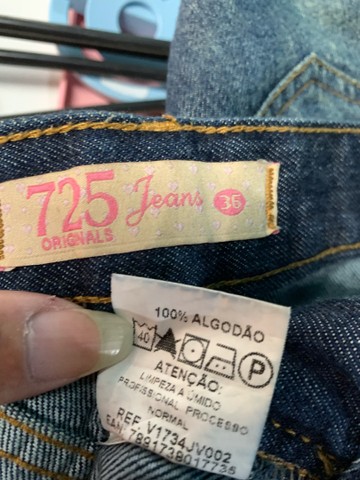 725 Jeans 36
ORIGINALS
100% ALGODÃO
40 P
ATENÇÃO:
LIMPEZA A ÚMIDO
PROFISSIONAL PROCESSO
NORMAL
REF. V1734JV002
EAN: 7891738017735